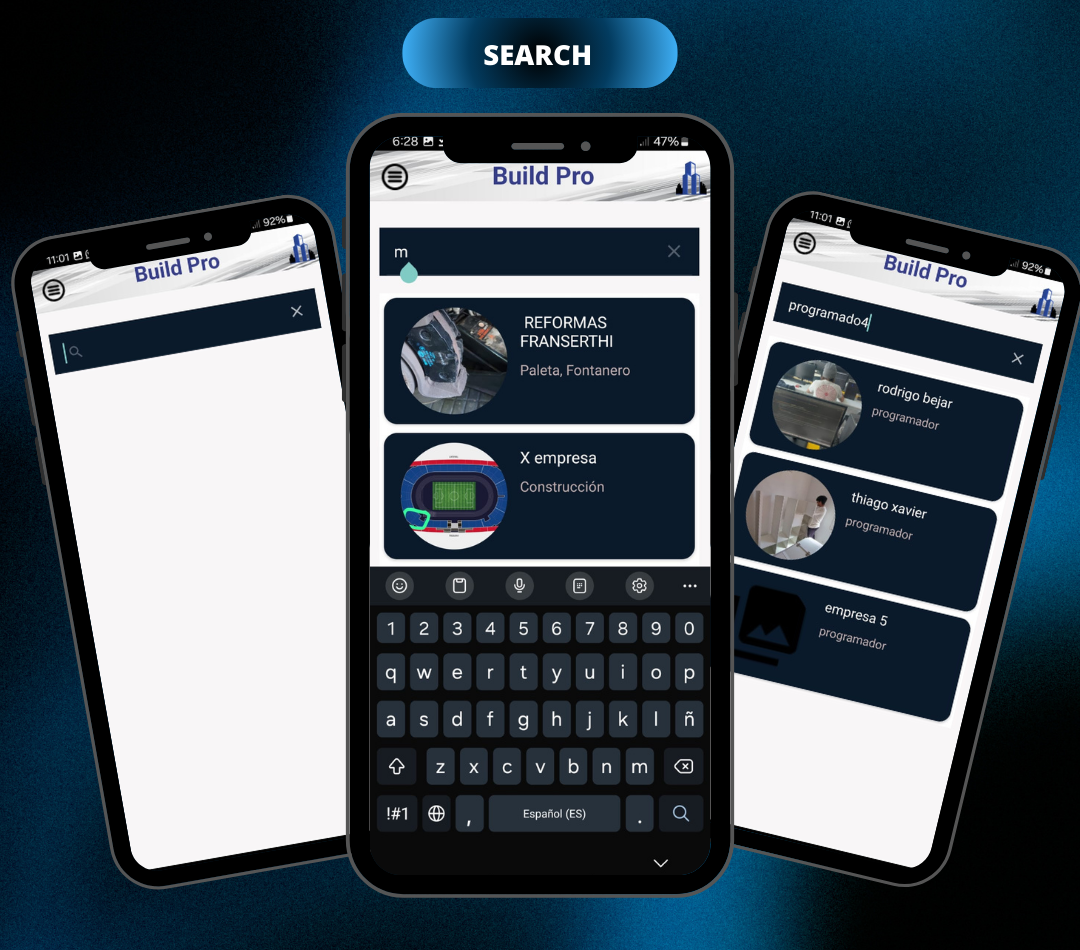 SEARCH
11:01
92%
Build Pro
6:28
47%
Build Pro
m
REFORMAS
FRANSERTHI
Paleta, Fontanero
X empresa
Construcción
1 2 3 4 5 6 7 8 9 0
q w e r t y u i o p
a s d f g h j k l ñ
z x c v b n m
!#1 , Español (ES) .
11:01
92%
Build Pro
programado4
rodrigo bejar
programador
thiago xavier
programador
empresa 5
programador